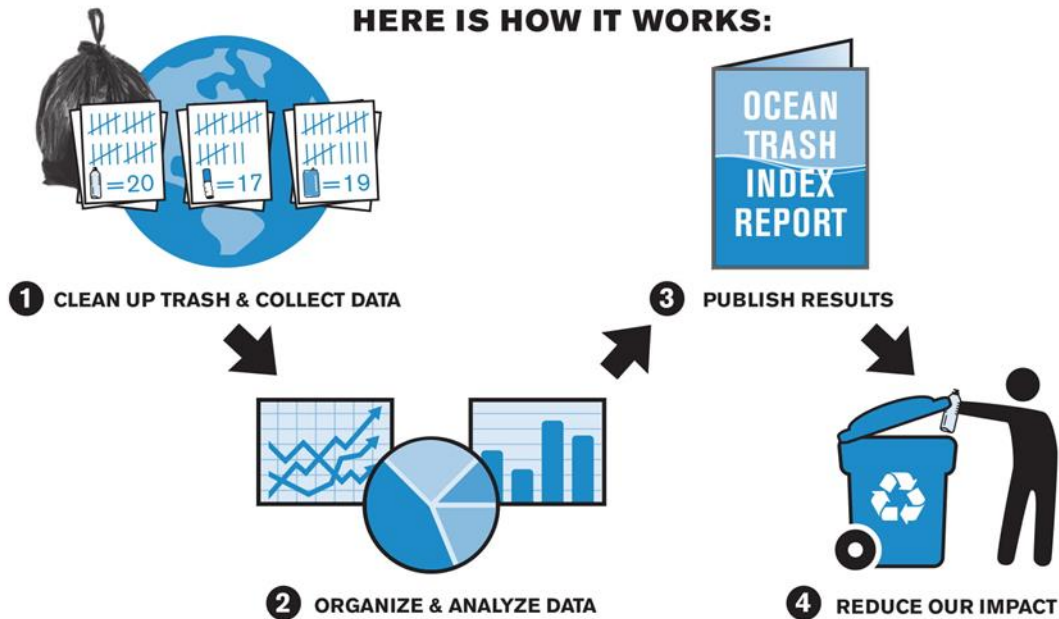 HERE IS HOW IT WORKS:
=20
=17
=19
1 CLEAN UP TRASH & COLLECT DATA
OCEAN
TRASH
INDEX
REPORT
3 PUBLISH RESULTS
2 ORGANIZE & ANALYZE DATA
4 REDUCE OUR IMPACT